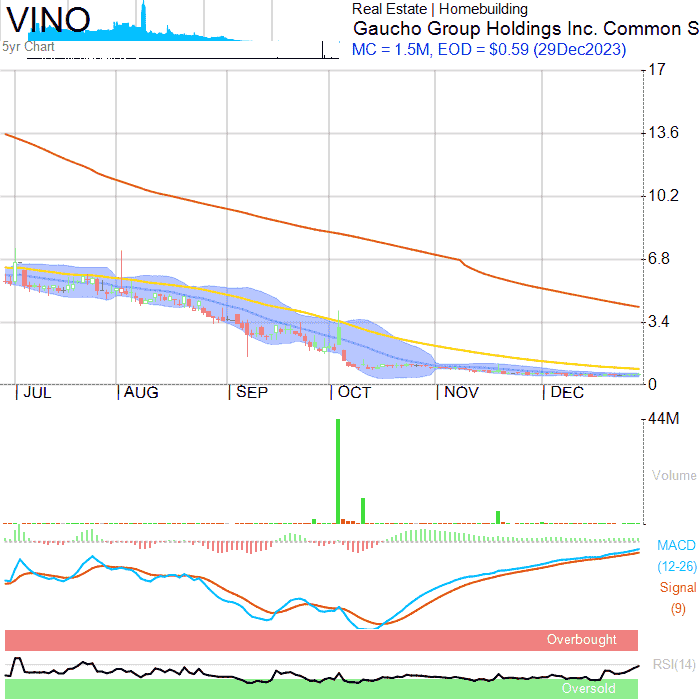 VINO
Real Estate | Homebuilding
Gaucho Group Holdings Inc. Common S
5yr Chart
MC = 1.5M, EOD = $0.59 (29Dec2023)
17
13.6
10.2
6.8
3.4
0
JUL AUG SEP OCT NOV DEC
44M
Volume
MACD
(12-26)
Signal
(9)
Overbought
RSI(14)
Oversold